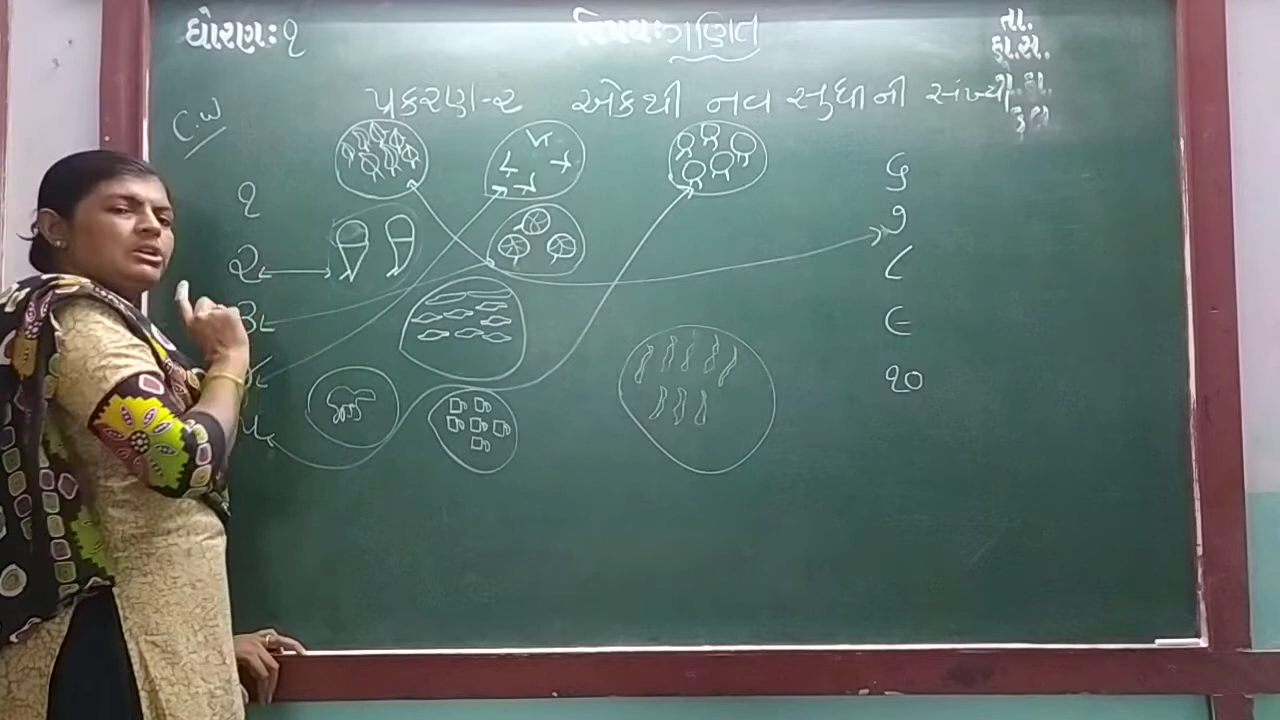 ધોરણ: ૧
વિષય: ગણિત
તા.
હા.સં.
પ્રકરણ-૨ એકથી નવ સુધીની સંખ્યા
C.W
૧
૨
૩
૪
૫
૬
૭
૮
૯
૧૦